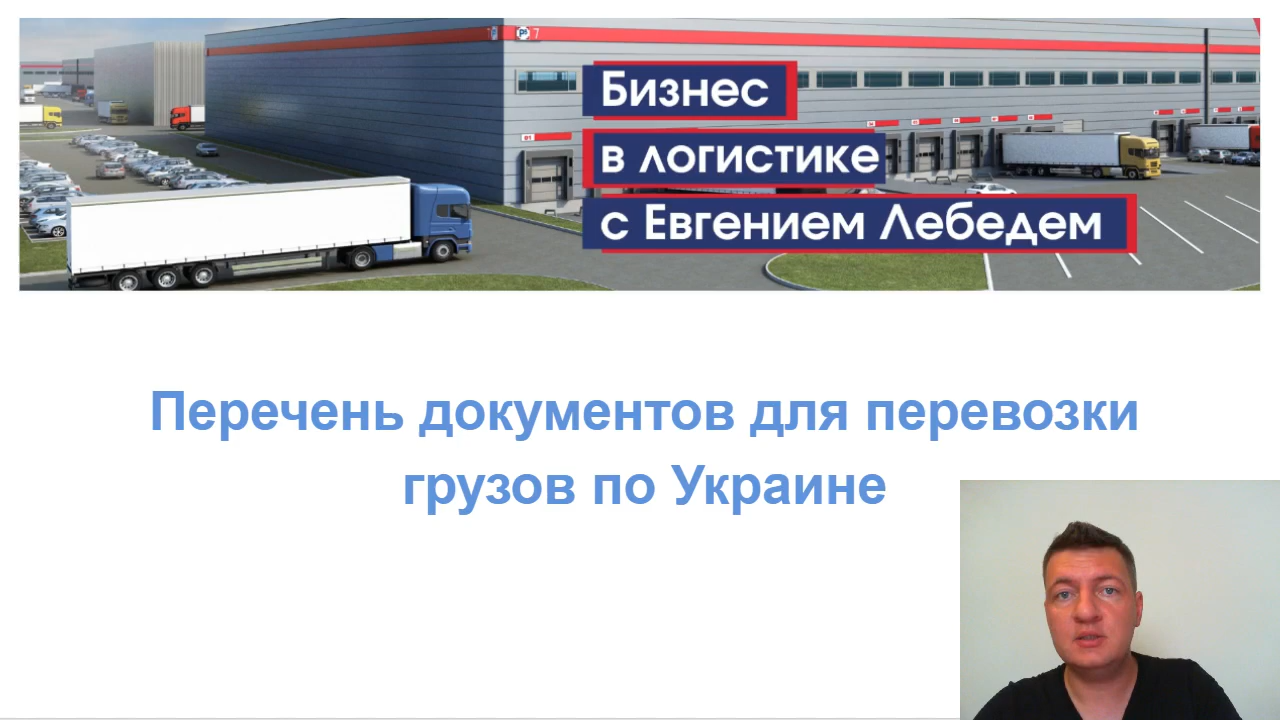 Бизнес
в логистике
с Евгением Лебедем
Перечень документов для перевозки
грузов по Украине